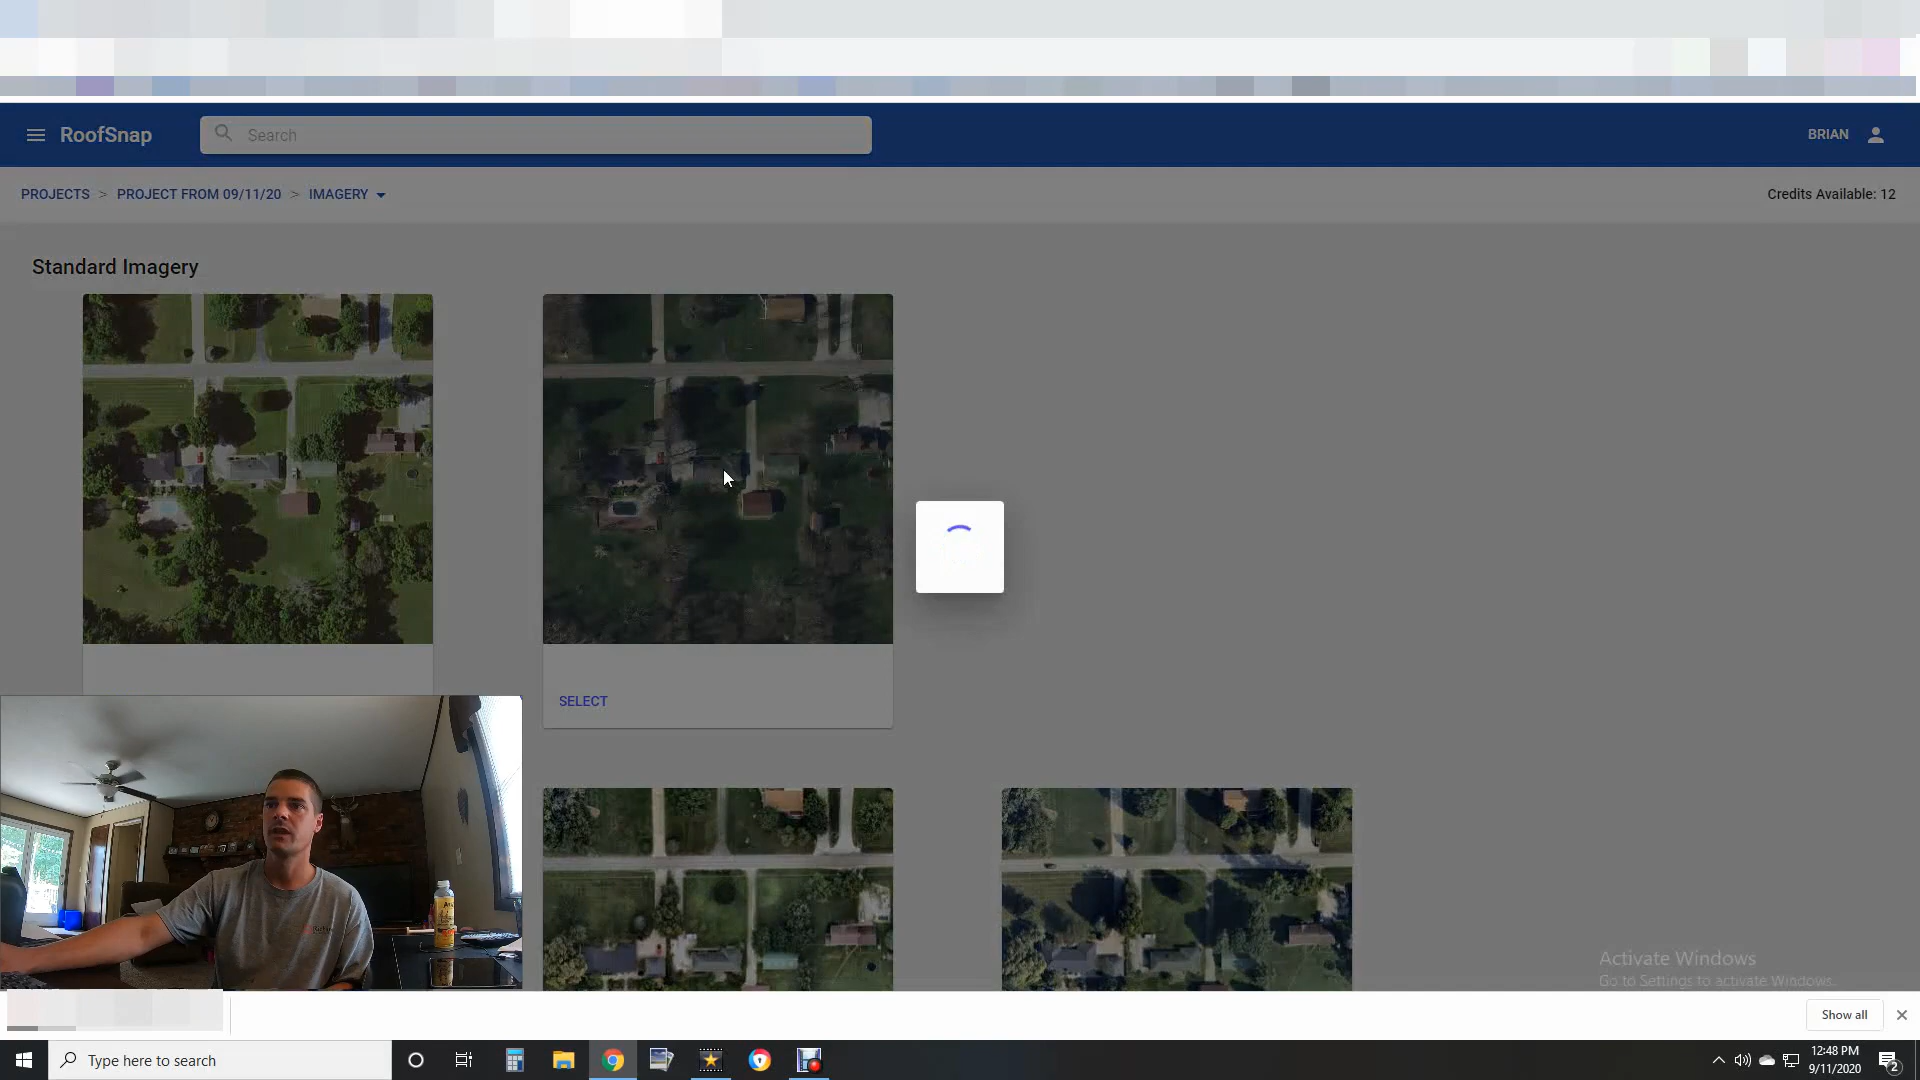 RoofSnap
Search
BRIAN
PROJECTS > PROJECT FROM 09/11/20 > IMAGERY
Credits Available: 12
Standard Imagery
SELECT
Activate Windows
Go to Settings to activate Windows.
Show all
Type here to search
12:48 PM
9/11/2020
2